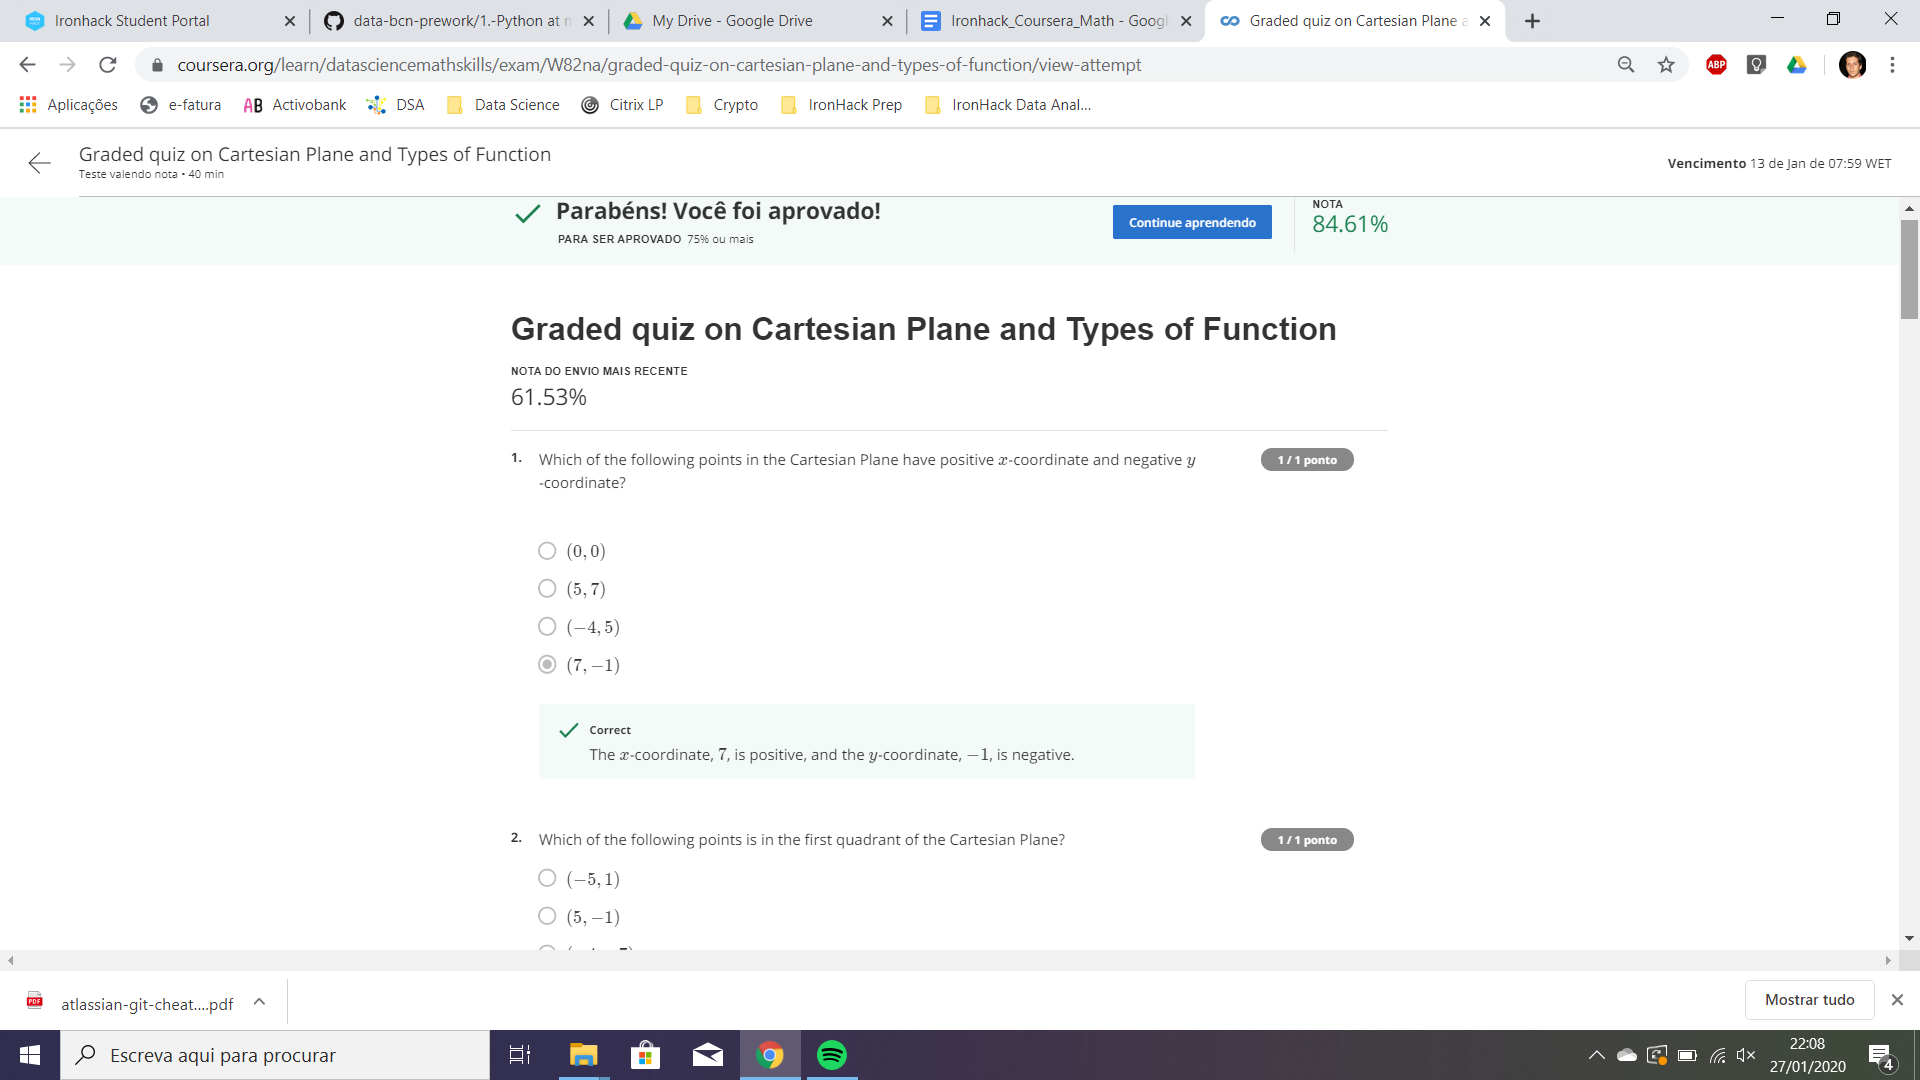 Ironhack Student Portal
data-bcn-prework/1.-Python at m
My Drive - Google Drive
Ironhack_Coursera_Math - Googl
Graded quiz on Cartesian Plane a
coursera.org/learn/datasciencemathskills/exam/W82na/graded-quiz-on-cartesian-plane-and-types-of-function/view-attempt
ABP
Aplicações
e-fatura
AB Activobank
DSA
Data Science
Citrix LP
Crypto
IronHack Prep
IronHack Data Anal...
Graded quiz on Cartesian Plane and Types of Function
Teste valendo nota • 40 min
Vencimento 13 de Jan de 07:59 WET
Parabéns! Você foi aprovado!
PARA SER APROVADO 75% ou mais
Continue aprendendo
NOTA
84.61%
Graded quiz on Cartesian Plane and Types of Function
NOTA DO ENVIO MAIS RECENTE
61.53%
1. Which of the following points in the Cartesian Plane have positive x-coordinate and negative y
-coordinate?
1 / 1 ponto
(0, 0)
(5, 7)
(−4, 5)
(7, −1)
Correct
The x-coordinate, 7, is positive, and the y-coordinate, −1, is negative.
2. Which of the following points is in the first quadrant of the Cartesian Plane?
1 / 1 ponto
(−5, 1)
(5, −1)
PDF
atlassian-git-cheat....pdf
Mostrar tudo
Escreva aqui para procurar
22:08
27/01/2020
4